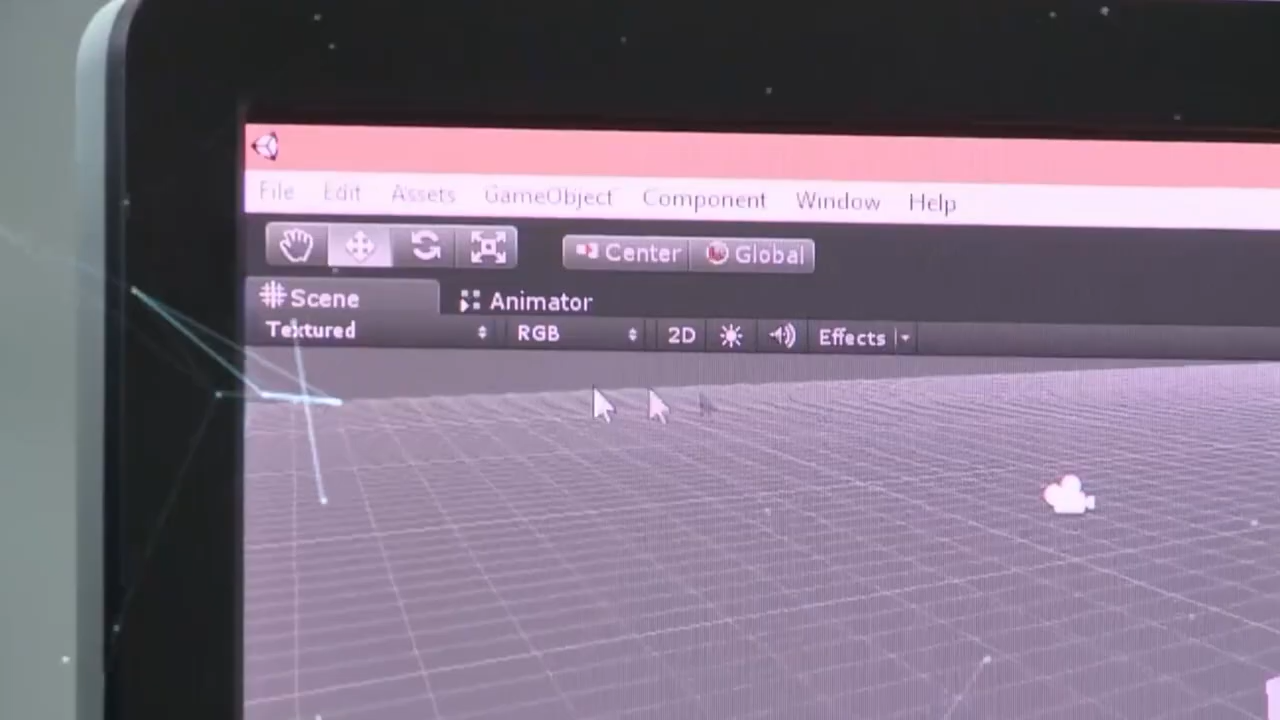 File Edit Assets GameObject Component Window Help
Center Global
Scene Animator
Textured RGB 2D Effects